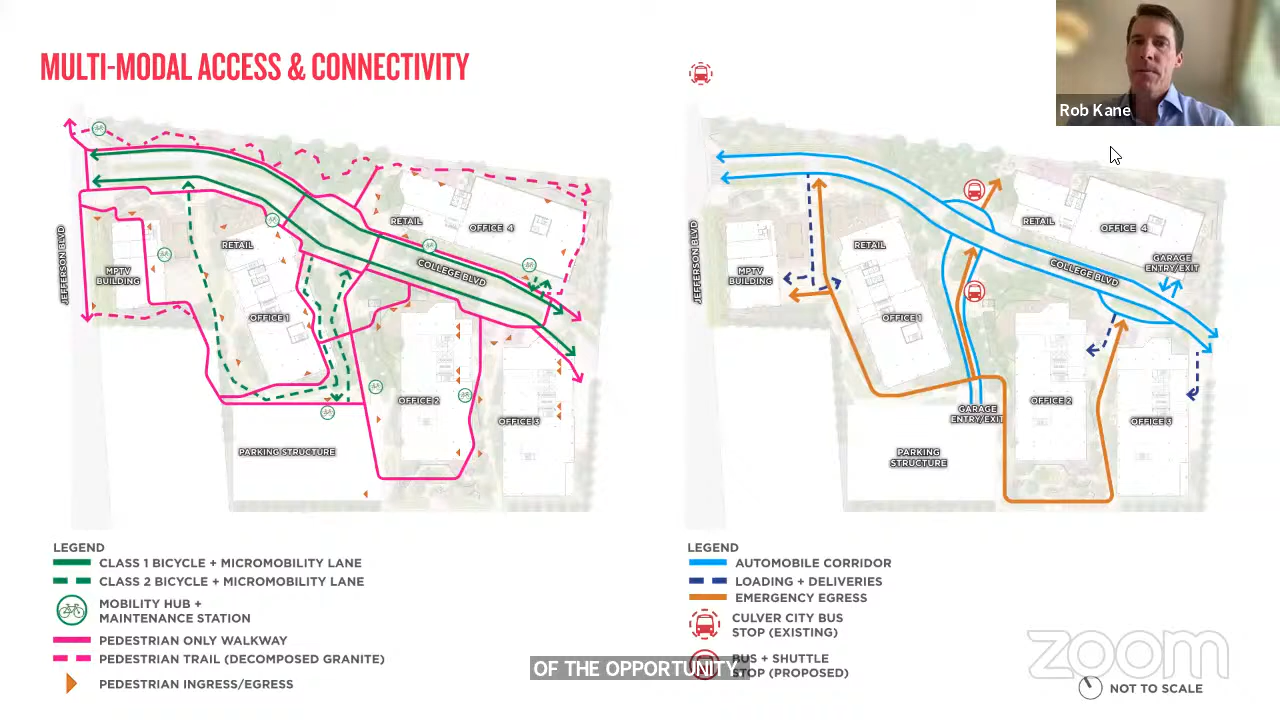 MULTI-MODAL ACCESS & CONNECTIVITY
Rob Kane
JEFFERSON BLVD
MPTV
BUILDING
RETAIL
OFFICE 1
RETAIL
OFFICE 4
COLLEGE BLVD
OFFICE 2
OFFICE 3
PARKING STRUCTURE
JEFFERSON BLVD
MPTV
BUILDING
RETAIL
OFFICE 1
RETAIL
OFFICE 4
COLLEGE BLVD
GARAGE
ENTRY/EXIT
GARAGE
ENTRY/EXIT
OFFICE 2
OFFICE 3
PARKING
STRUCTURE
LEGEND
CLASS 1 BICYCLE + MICROMOBILITY LANE
CLASS 2 BICYCLE + MICROMOBILITY LANE
MOBILITY HUB +
MAINTENANCE STATION
PEDESTRIAN ONLY WALKWAY
PEDESTRIAN TRAIL (DECOMPOSED GRANITE)
PEDESTRIAN INGRESS/EGRESS
LEGEND
AUTOMOBILE CORRIDOR
LOADING + DELIVERIES
EMERGENCY EGRESS
CULVER CITY BUS
STOP (EXISTING)
BUS + SHUTTLE
STOP (PROPOSED)
OF THE OPPORTUNITY.
zoom
NOT TO SCALE